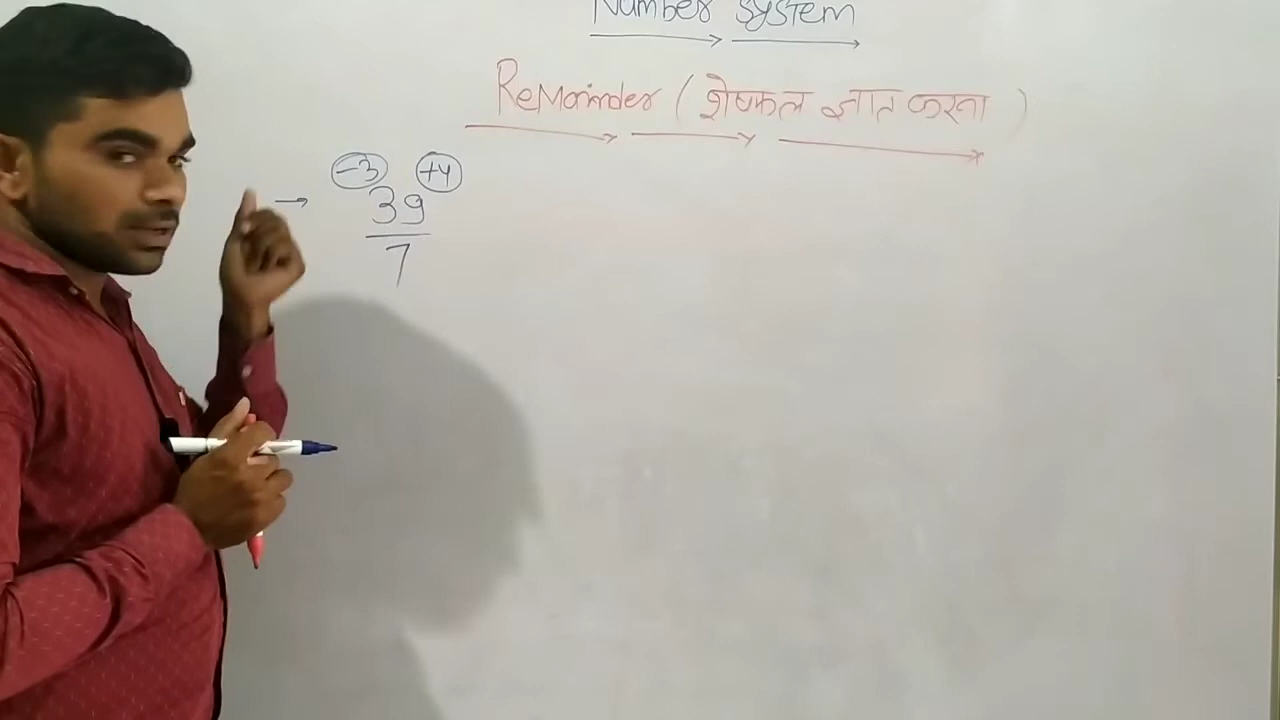 Number System
Remainder (शेषफल ज्ञात करना)
→ -3 39 +4
7